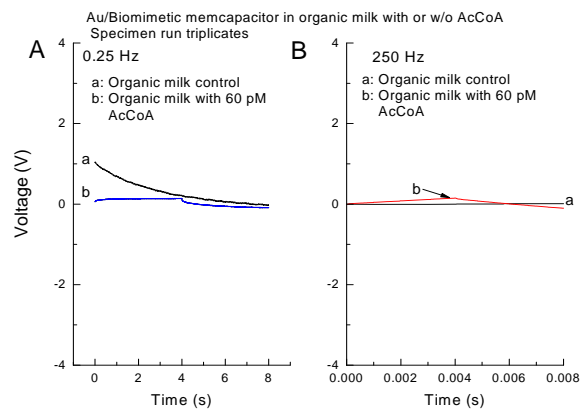 Au/Biomimetic memcapacitor in organic milk with or w/o AcCoA
Specimen run triplicates
A
0.25 Hz
a: Organic milk control
b: Organic milk with 60 pM
AcCoA
a
b
Voltage (V)
4
2
0
-2
-4
0 2 4 6 8
Time (s)
B
250 Hz
a: Organic milk control
b: Organic milk with 60 pM
AcCoA
b
a
4
2
0
-2
-4
0.000 0.002 0.004 0.006 0.008
Time (s)